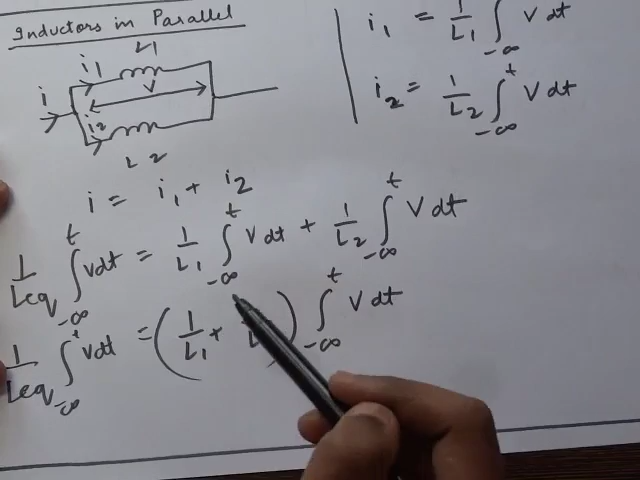 Inductors in Parallel
L1
i1
i
V
i2
L2
i1 = 1/L1 ∫_{-∞} V dt
i2 = 1/L2 ∫_{-∞}^{t} V dt
i = i1 + i2
1/Leq ∫_{-∞}^{t} Vdt = 1/L1 ∫_{-∞}^{t} V dt + 1/L2 ∫_{-∞}^{t} V dt
1/Leq ∫_{-∞}^{t} Vdt = (1/L1 + /L) ∫_{-∞}^{t} V dt